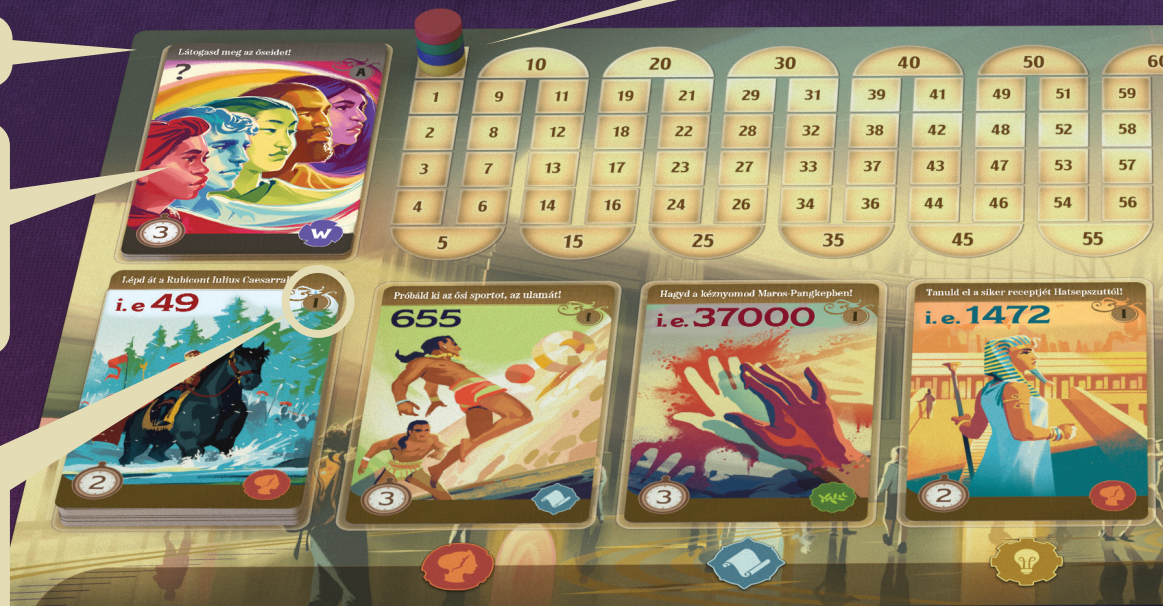 Látogasd meg az őseidet!
?
A
3
W
10 20 30 40 50 60
1 9 11 19 21 29 31 39 41 49 51 59
2 8 12 18 22 28 32 38 42 48 52 58
3 7 13 17 23 27 33 37 43 47 53 57
4 6 14 16 24 26 34 36 44 46 54 56
5 15 25 35 45 55
Lépd át a Rubicont Iulius Caesarral
i.e 49
I
2
Próbáld ki az ősi sportot, az ulamát!
655
I
3
Hagyd a kéznyomod Maros-Pangkepben!
i.e. 37000
I
3
Tanuld el a siker receptjét Hatsepszuttól!
i.e. 1472
I
2